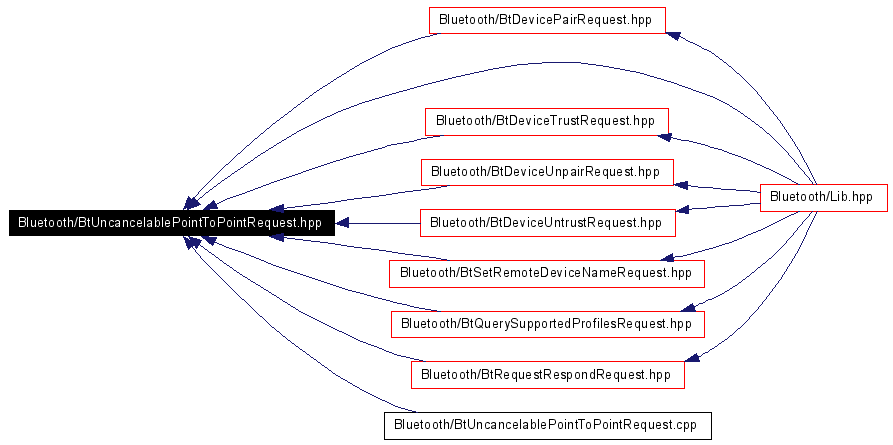 Bluetooth/BtDevicePairRequest.hpp
Bluetooth/BtDeviceTrustRequest.hpp
Bluetooth/BtDeviceUnpairRequest.hpp
Bluetooth/Lib.hpp
Bluetooth/BtUncancelablePointToPointRequest.hpp
Bluetooth/BtDeviceUntrustRequest.hpp
Bluetooth/BtSetRemoteDeviceNameRequest.hpp
Bluetooth/BtQuerySupportedProfilesRequest.hpp
Bluetooth/BtRequestRespondRequest.hpp
Bluetooth/BtUncancelablePointToPointRequest.cpp